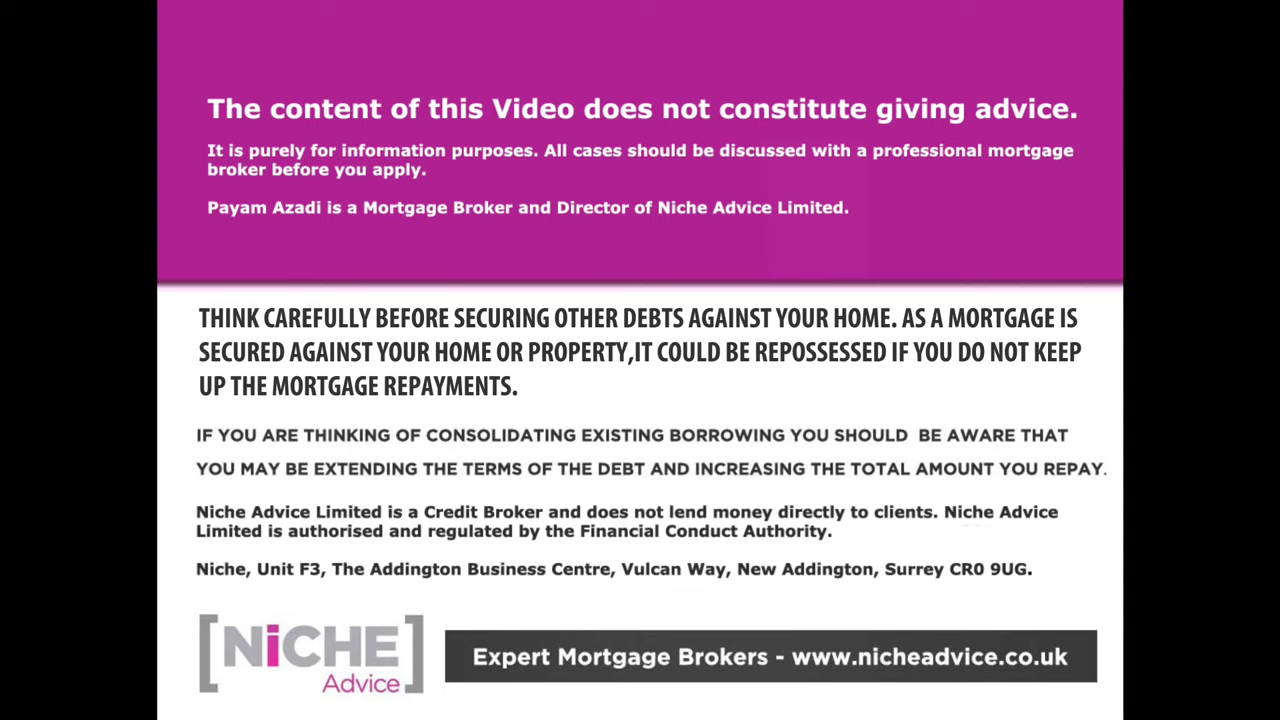 The content of this Video does not constitute giving advice.
It is purely for information purposes. All cases should be discussed with a professional mortgage
broker before you apply.
Payam Azadi is a Mortgage Broker and Director of Niche Advice Limited.
THINK CAREFULLY BEFORE SECURING OTHER DEBTS AGAINST YOUR HOME. AS A MORTGAGE IS
SECURED AGAINST YOUR HOME OR PROPERTY,IT COULD BE REPOSSESSED IF YOU DO NOT KEEP
UP THE MORTGAGE REPAYMENTS.
IF YOU ARE THINKING OF CONSOLIDATING EXISTING BORROWING YOU SHOULD BE AWARE THAT
YOU MAY BE EXTENDING THE TERMS OF THE DEBT AND INCREASING THE TOTAL AMOUNT YOU REPAY.
Niche Advice Limited is a Credit Broker and does not lend money directly to clients. Niche Advice
Limited is authorised and regulated by the Financial Conduct Authority.
Niche, Unit F3, The Addington Business Centre, Vulcan Way, New Addington, Surrey CR0 9UG.
[NiCHE]
Advice
Expert Mortgage Brokers - www.nicheadvice.co.uk